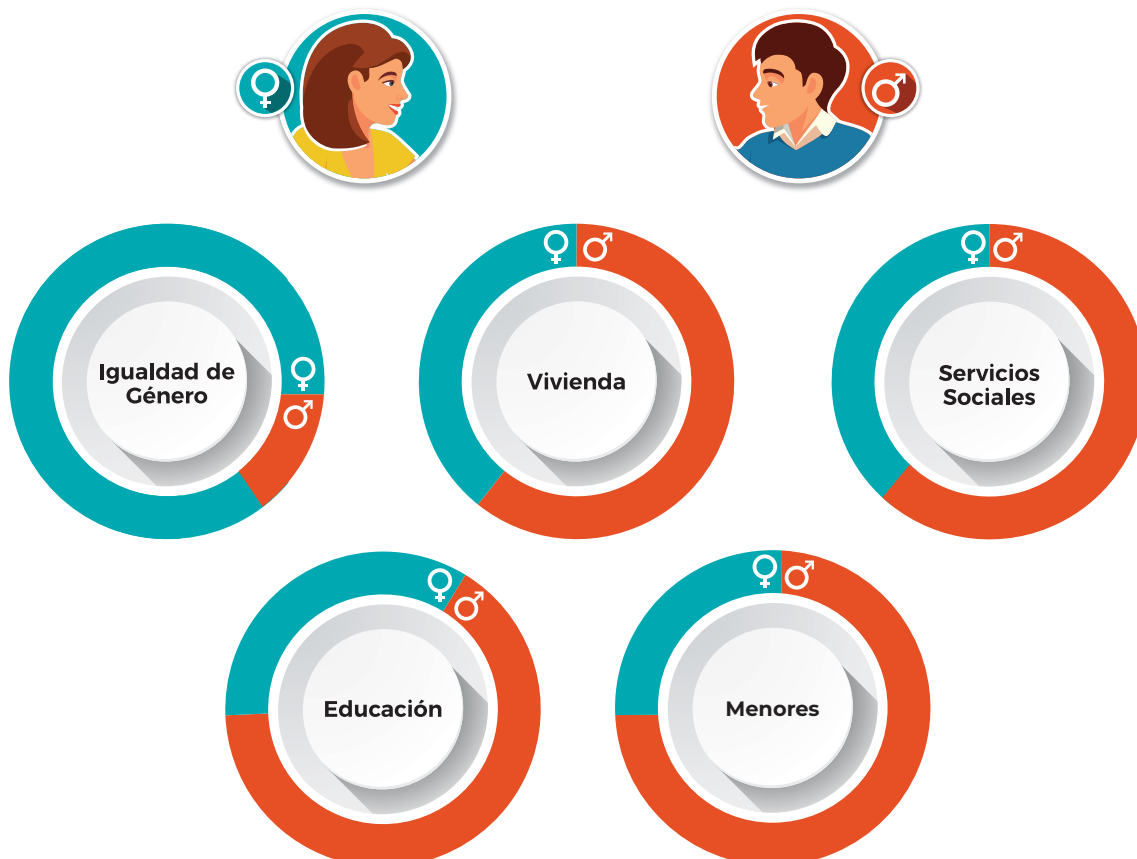 Igualdad de
Género
Vivienda
Servicios
Sociales
Educación
Menores